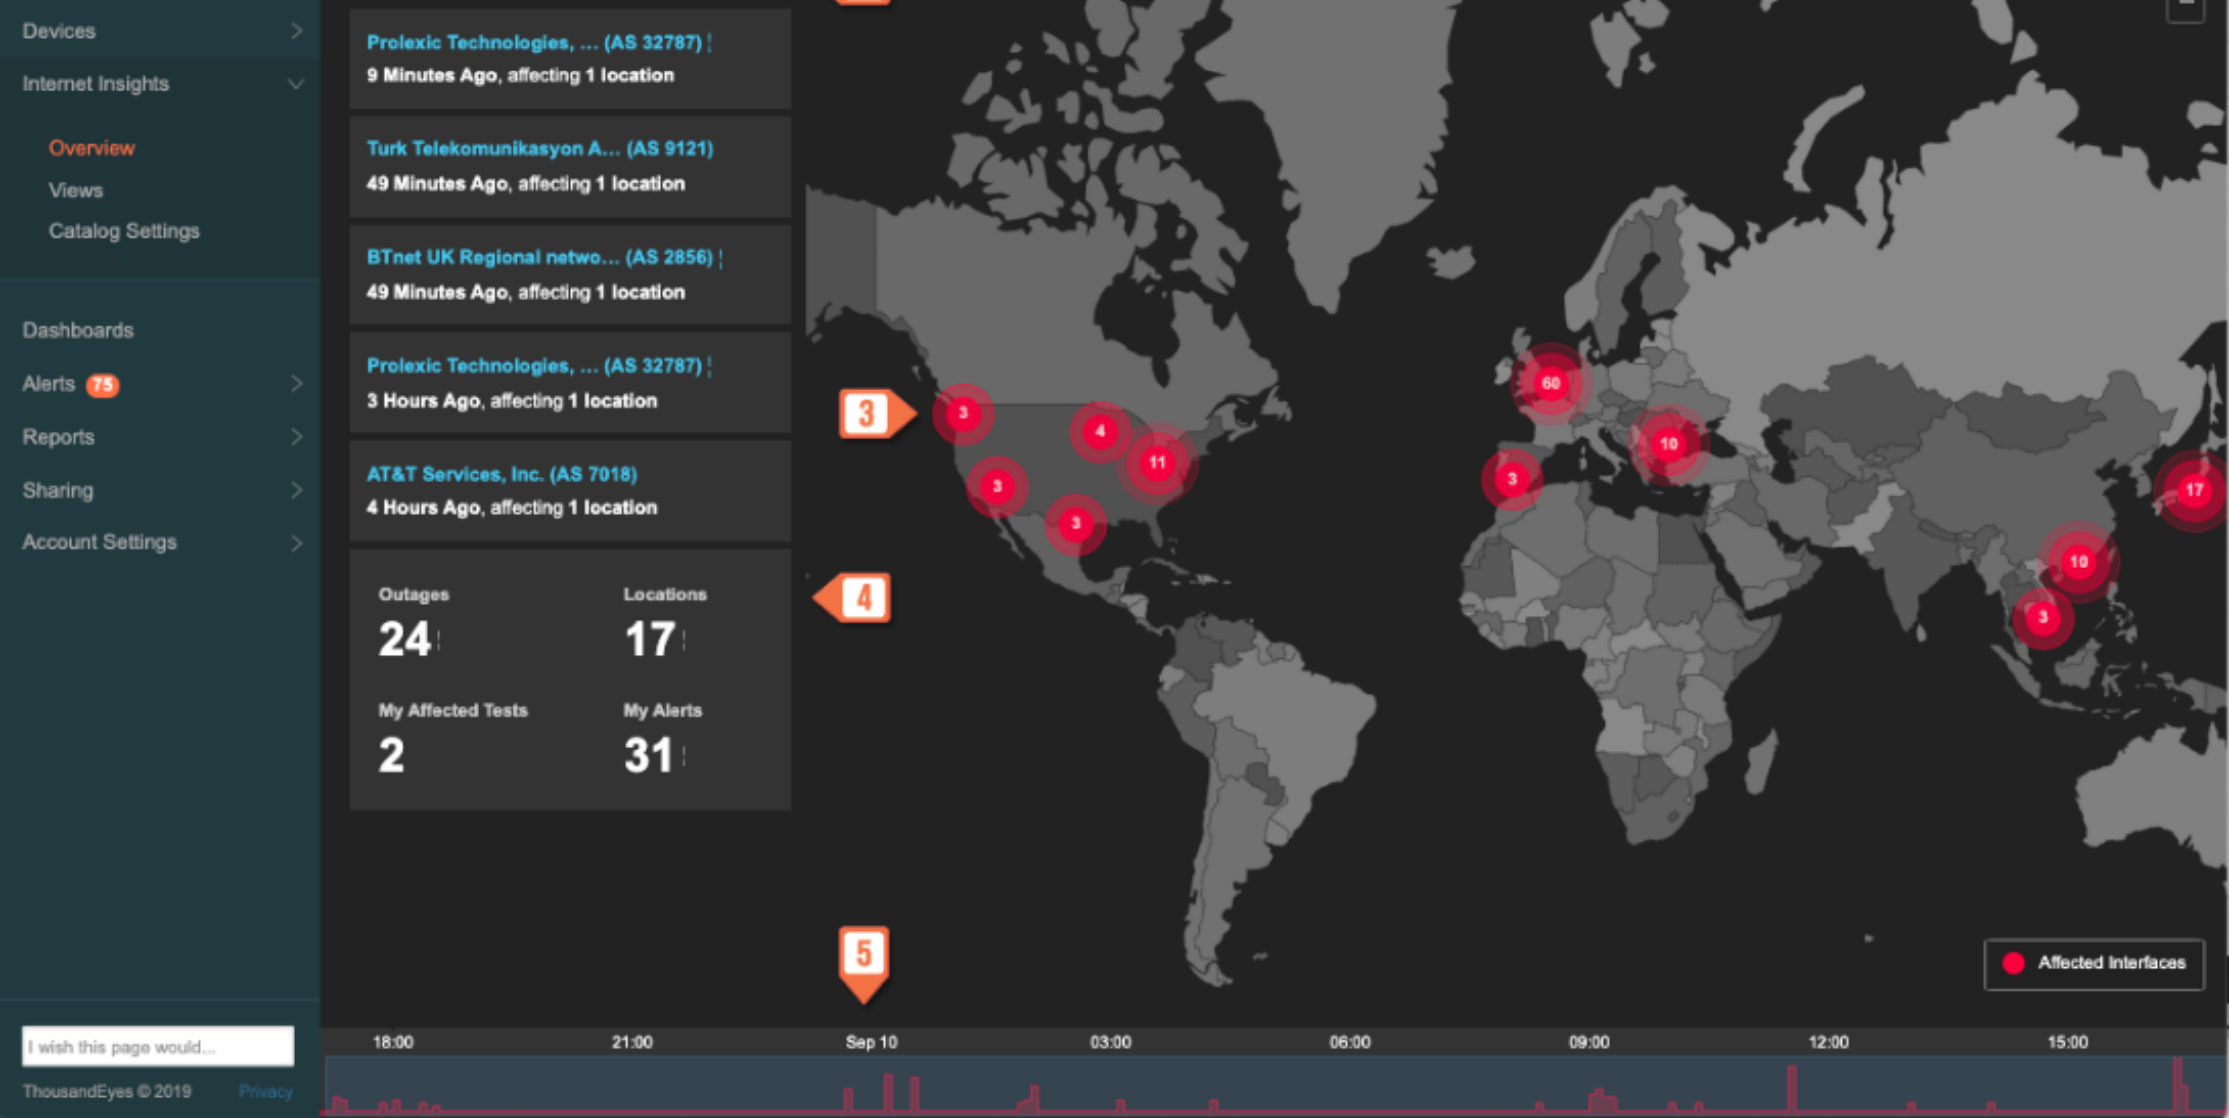 Devices
Internet Insights
Overview
Views
Catalog Settings
Dashboards
Alerts 75
Reports
Sharing
Account Settings
I wish this page would...
ThousandEyes © 2019 Privacy
Prolexic Technologies, ... (AS 32787)
9 Minutes Ago, affecting 1 location
Turk Telekomunikasyon A... (AS 9121)
49 Minutes Ago, affecting 1 location
BTnet UK Regional netwo... (AS 2856)
49 Minutes Ago, affecting 1 location
Prolexic Technologies, ... (AS 32787)
3 Hours Ago, affecting 1 location
AT&T Services, Inc. (AS 7018)
4 Hours Ago, affecting 1 location
Outages Locations
24 17
My Affected Tests My Alerts
2 31
3
4
5
3
4
11
3
3
60
10
3
17
10
3
Affected Interfaces
18:00 21:00 Sep 10 03:00 06:00 09:00 12:00 15:00